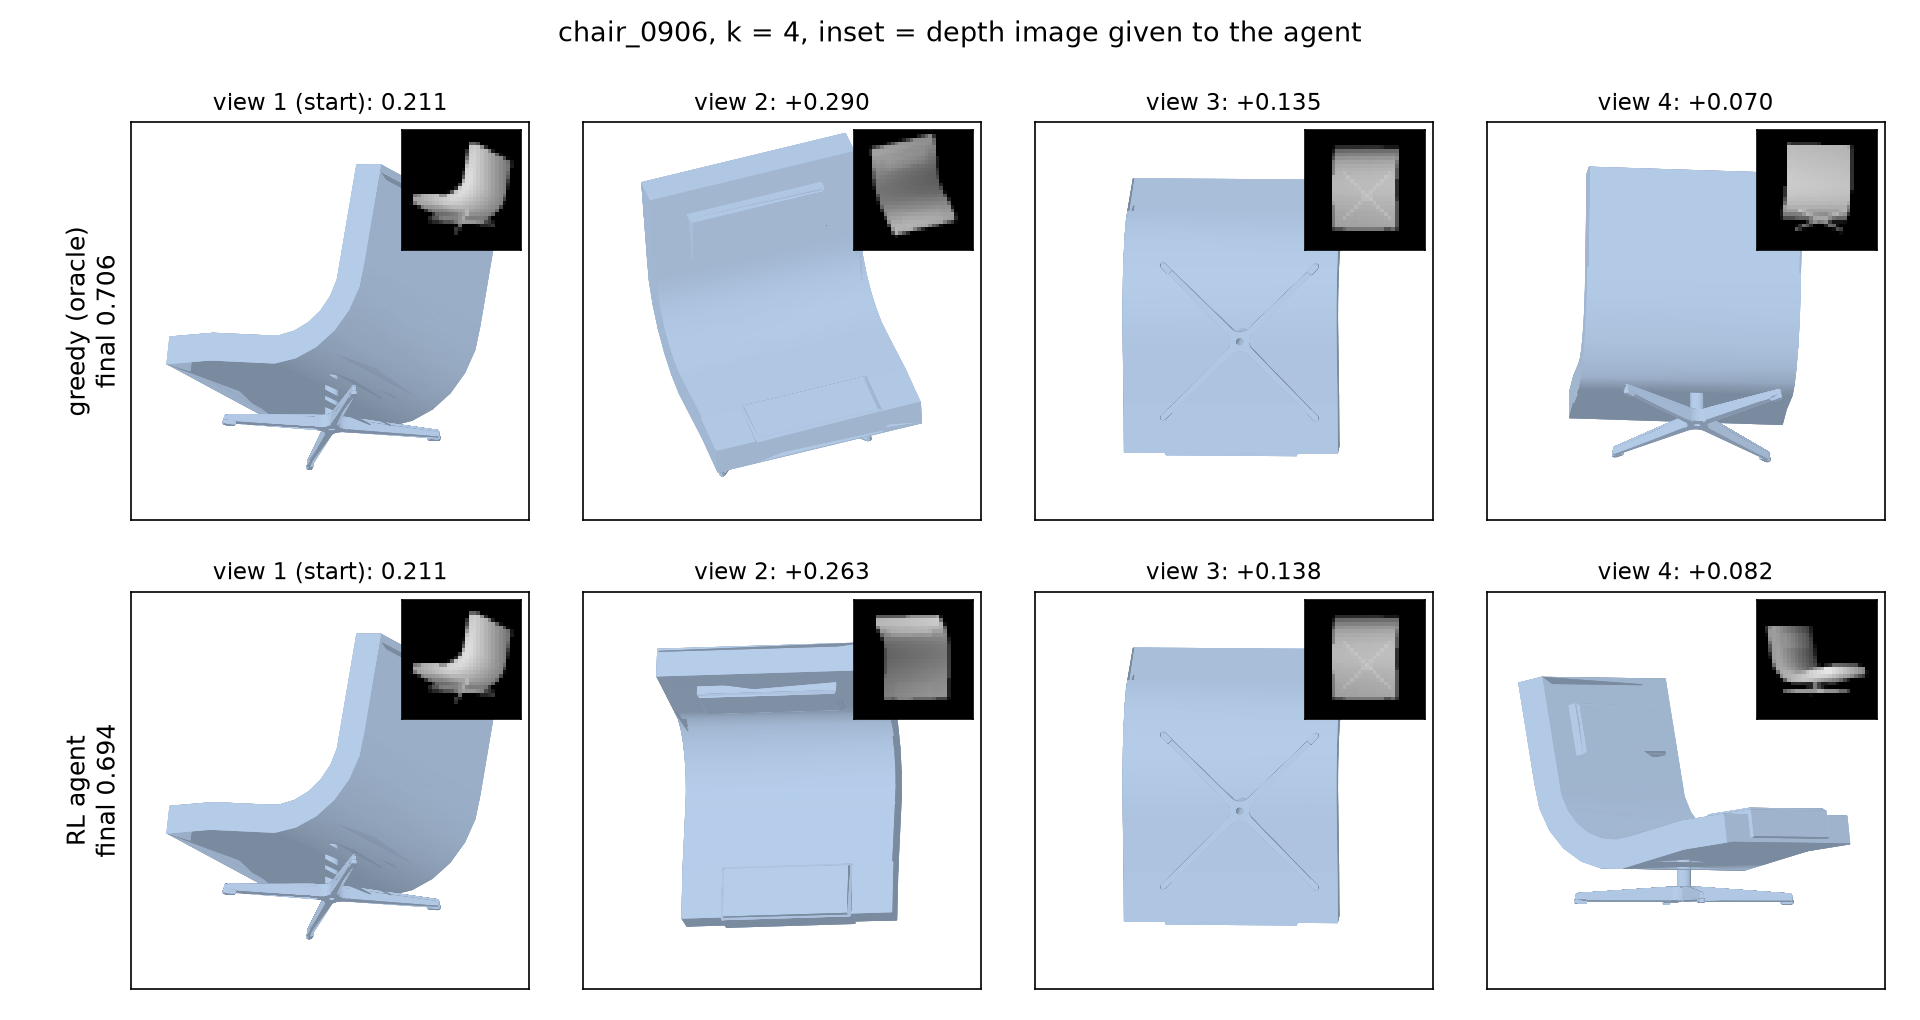 chair_0906, k = 4, inset = depth image given to the agent
greedy (oracle)
final 0.706
view 1 (start): 0.211
view 2: +0.290
view 3: +0.135
view 4: +0.070
RL agent
final 0.694
view 1 (start): 0.211
view 2: +0.263
view 3: +0.138
view 4: +0.082